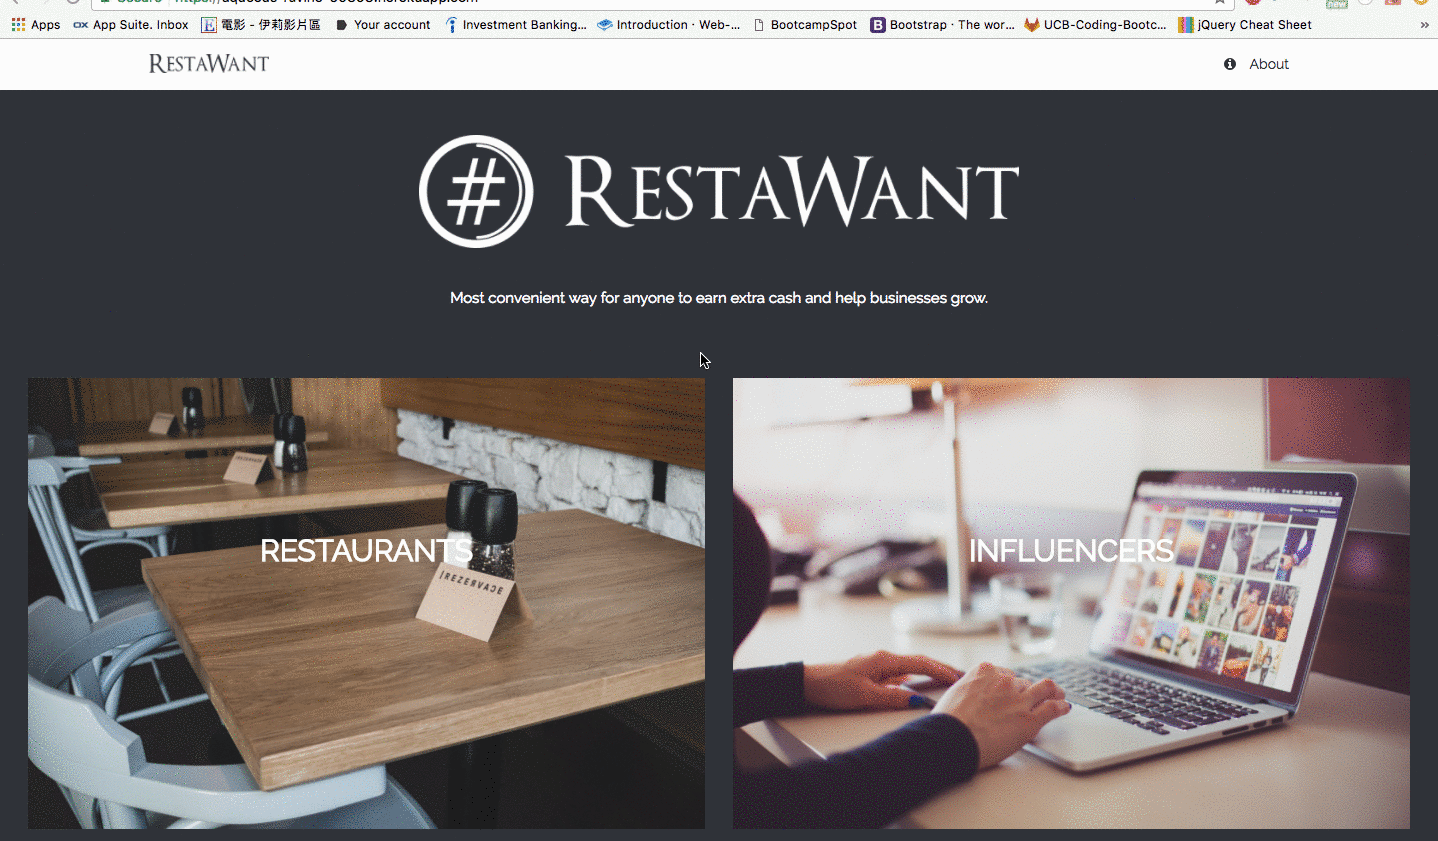 Apps App Suite. Inbox 電影 - 伊莉影片區 Your account Investment Banking... Introduction · Web-... BootcampSpot Bootstrap · The wor... UCB-Coding-Bootc... jQuery Cheat Sheet »
RESTAWANT About
# RESTAWANT
Most convenient way for anyone to earn extra cash and help businesses grow.
RESTAURANTS INFLUENCERS
REZERVACE